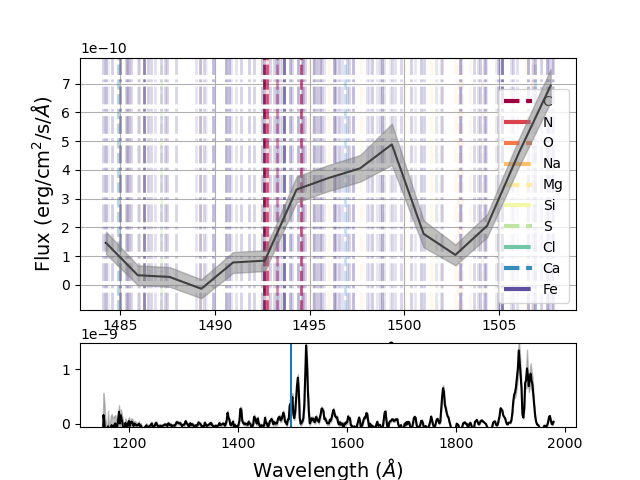 1e−10
Flux (erg/cm²/s/Å)
7
6
5
4
3
2
1
0
C
N
O
Na
Mg
Si
S
Cl
Ca
Fe
1485 1490 1495 1500 1505
1e−9
1
0
1200 1400 1600 1800 2000
Wavelength (Å)